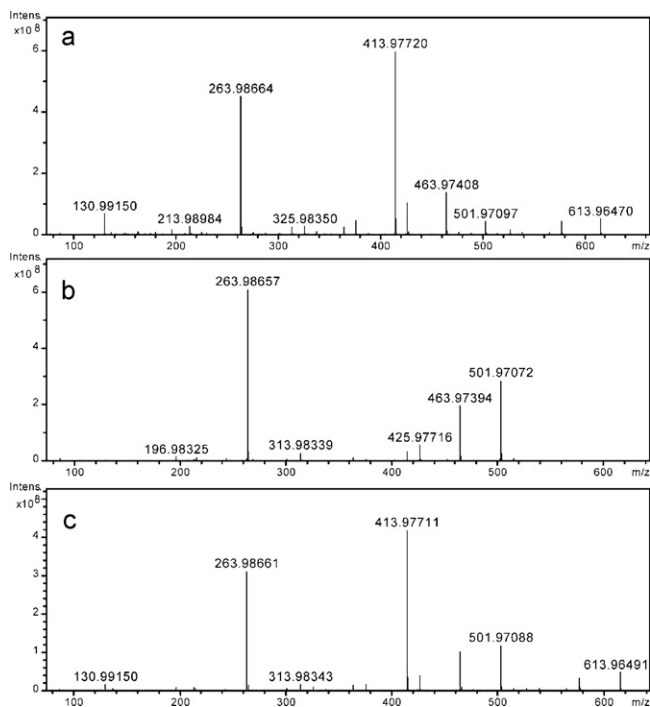 Intens.
x10 8
a
6
4
2
0
413.97720
263.98664
130.99150
213.98984
325.98350
463.97408
501.97097
613.96470
100 200 300 400 500 600 m/z
Intens.
x10 8
b
6
4
2
0
263.98657
501.97072
463.97394
425.97716
196.98325
313.98339
100 200 300 400 500 600 m/z
Intens.
x10 8
c
4
3
2
1
0
413.97711
263.98661
501.97088
130.99150
313.98343
613.96491
100 200 300 400 500 600 m/z